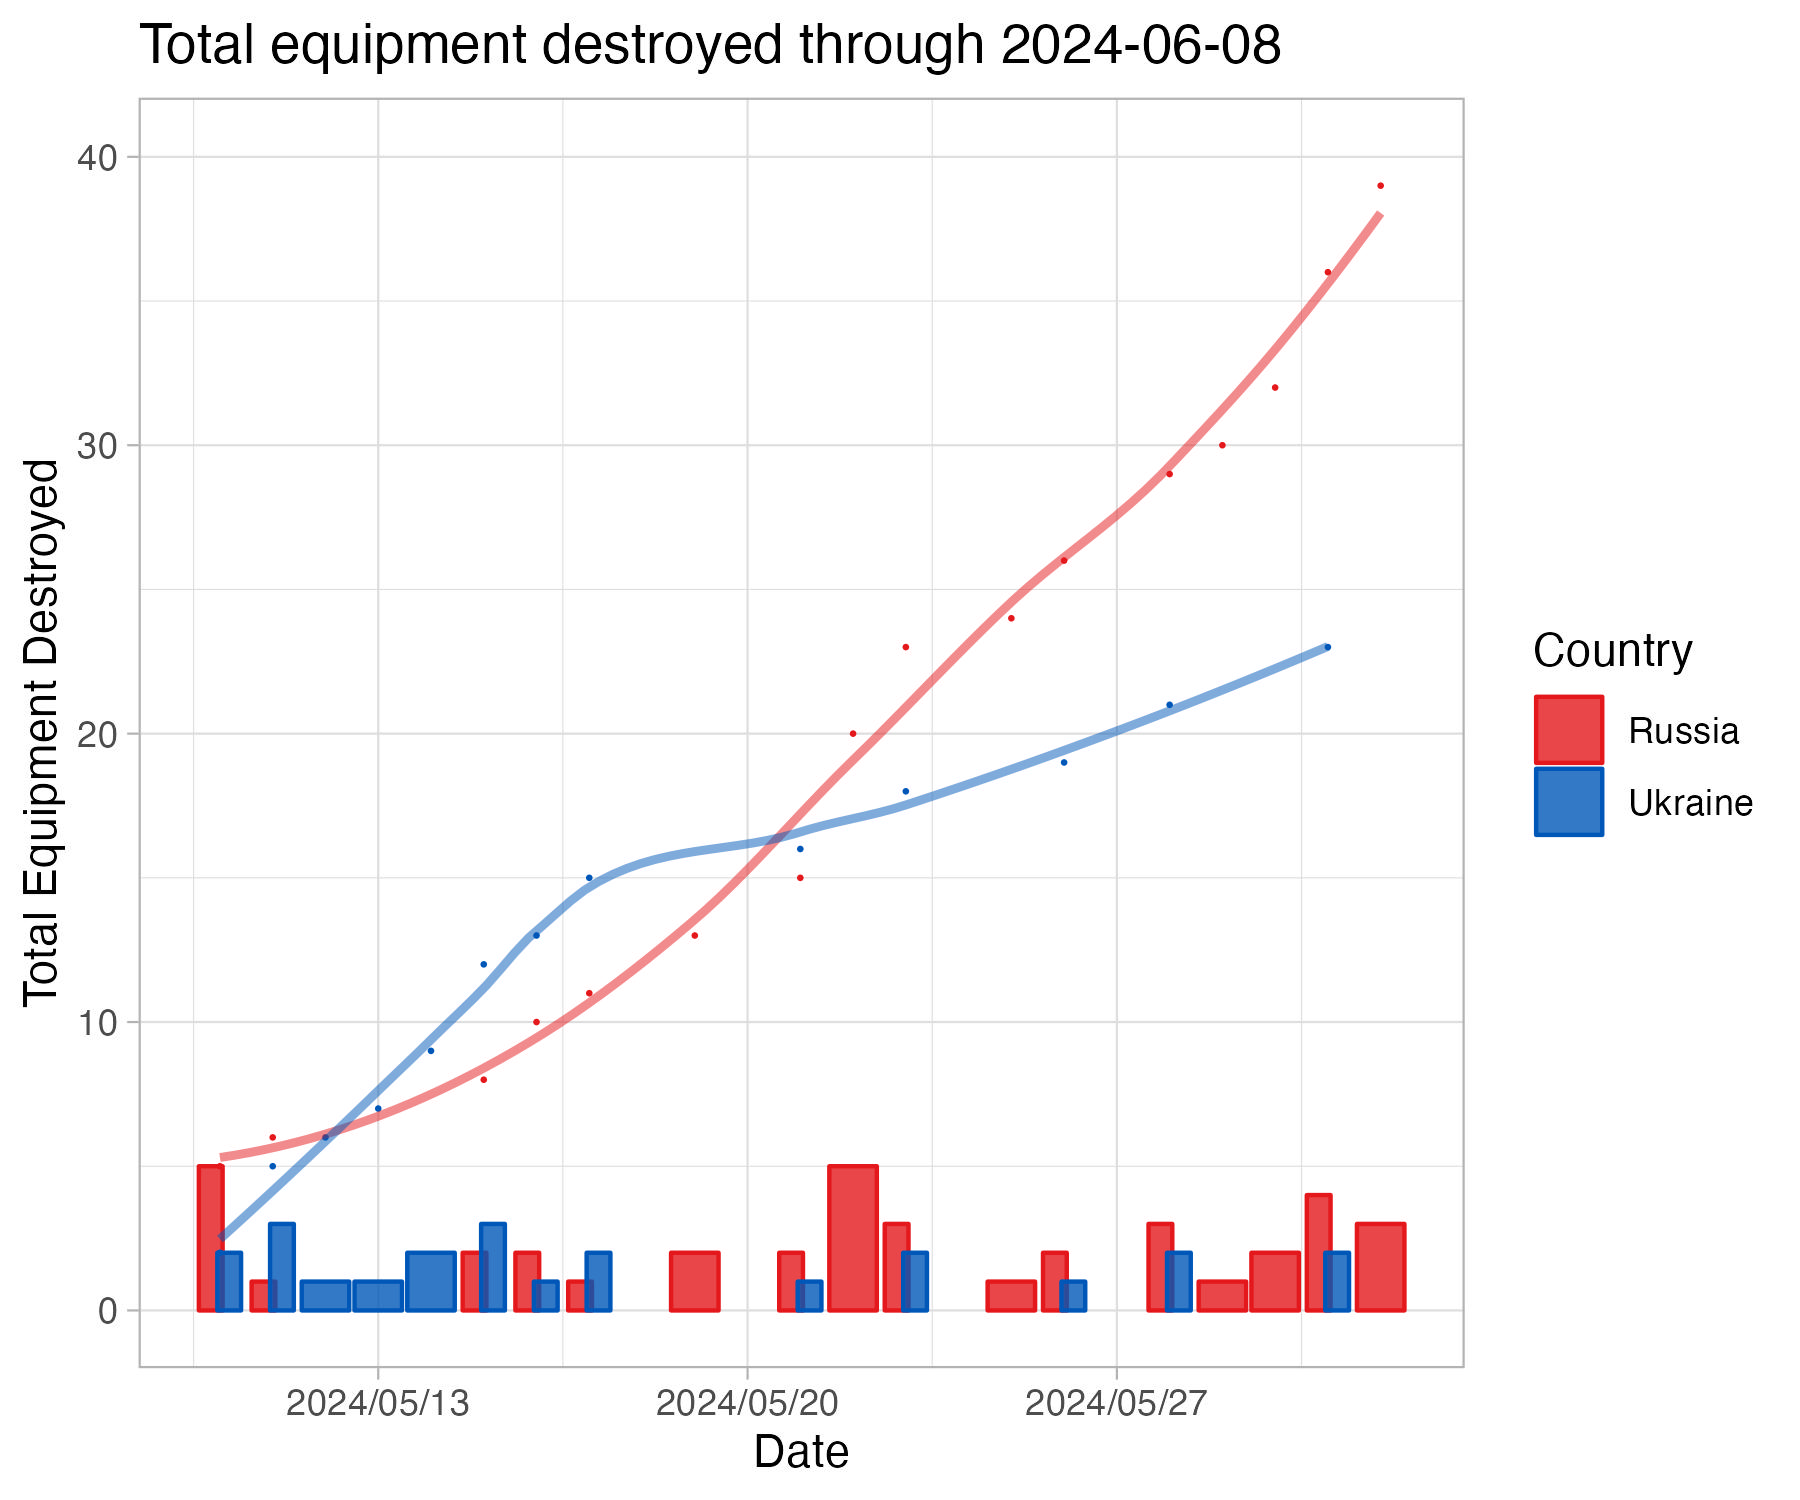 Total equipment destroyed through 2024-06-08
Total Equipment Destroyed
40
30
20
10
0
2024/05/13
2024/05/20
2024/05/27
Date
Country
Russia
Ukraine